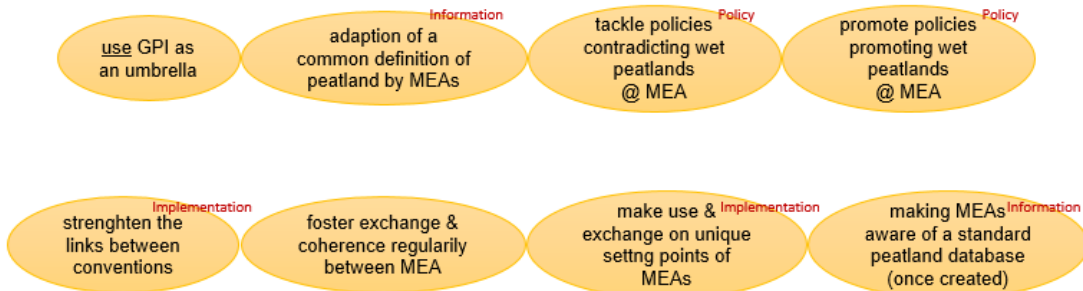 use GPI as
an umbrella
Information
adaption of a
common definition of
peatland by MEAs
Policy
tackle policies
contradicting wet
peatlands
@ MEA
Policy
promote policies
promoting wet
peatlands
@ MEA
Implementation
strenghten the
links between
conventions
foster exchange &
coherence regularily
between MEA
Implementation
make use &
exchange on unique
settng points of
MEAs
Information
making MEAs
aware of a standard
peatland database
(once created)